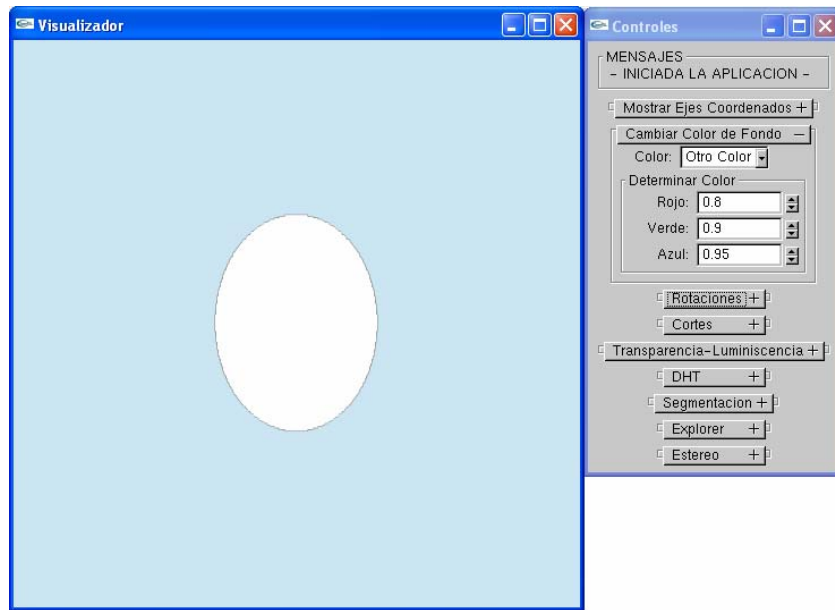 Visualizador
Controles
MENSAJES
- INICIADA LA APLICACION -
Mostrar Ejes Coordenados +
Cambiar Color de Fondo –
Color: Otro Color
Determinar Color
Rojo: 0.8
Verde: 0.9
Azul: 0.95
Rotaciones +
Cortes +
Transparencia-Luminiscencia +
DHT +
Segmentacion +
Explorer +
Estereo +